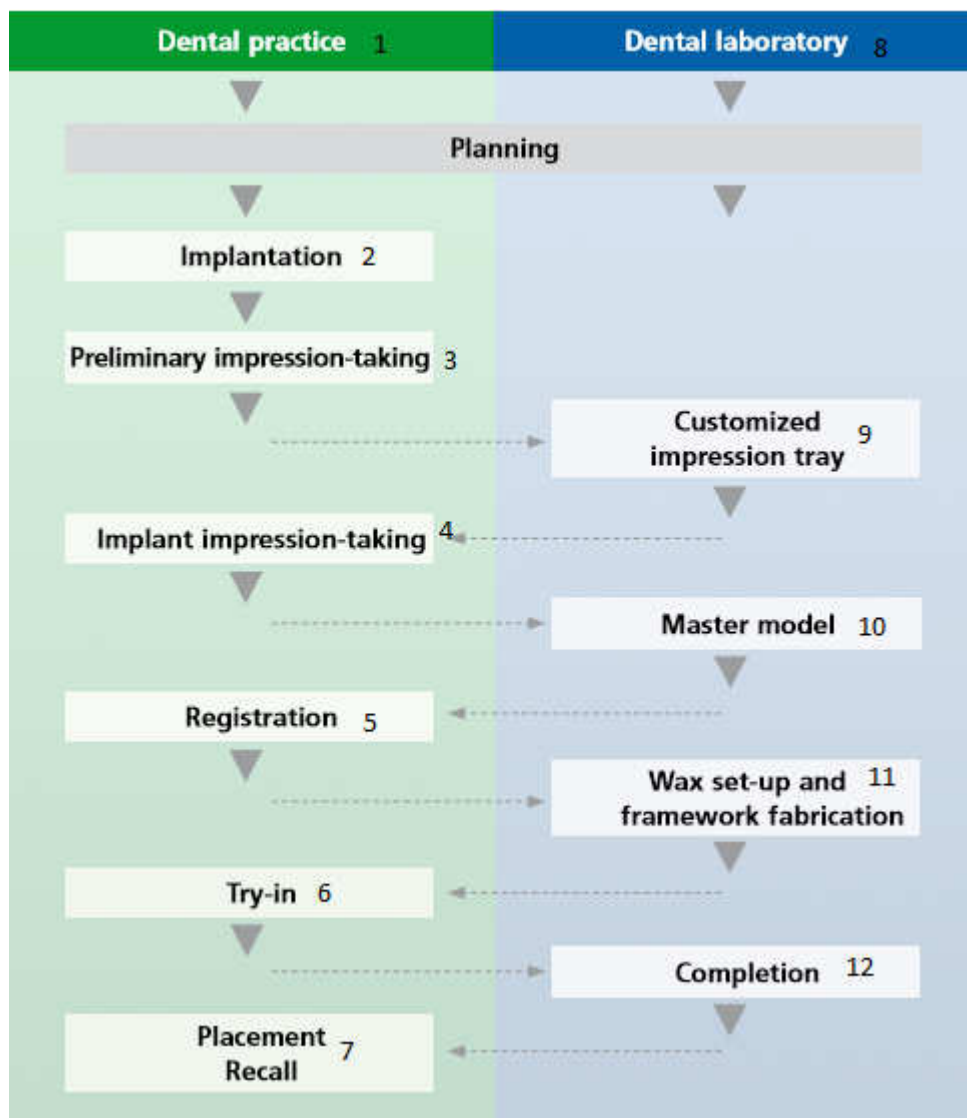 Dental practice 1
Dental laboratory 8
Planning
Implantation 2
Preliminary impression-taking 3
Customized 9
impression tray
Implant impression-taking 4
Master model 10
Registration 5
Wax set-up and 11
framework fabrication
Try-in 6
Completion 12
Placement 7
Recall